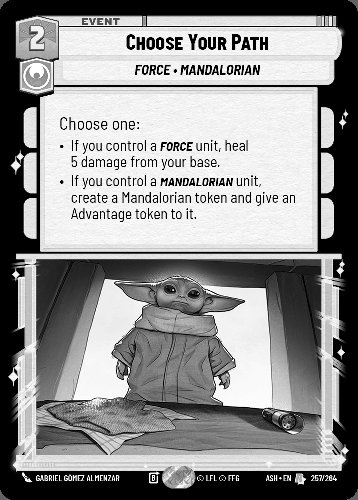 EVENT
2
CHOOSE YOUR PATH
FORCE • MANDALORIAN
Choose one:
• If you control a FORCE unit, heal
5 damage from your base.
• If you control a MANDALORIAN unit,
create a Mandalorian token and give an
Advantage token to it.
GABRIEL GÓMEZ ALMENZAR
© LFL © FFG
ASH • EN
257/264